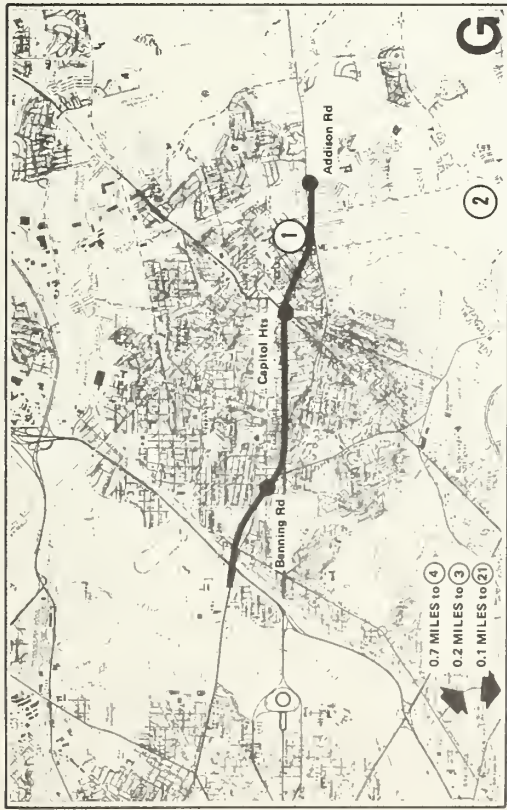 G
Addison Rd
1
2
Capitol Hts
Benning Rd
0.7 MILES to 4
0.2 MILES to 3
0.1 MILES to 21